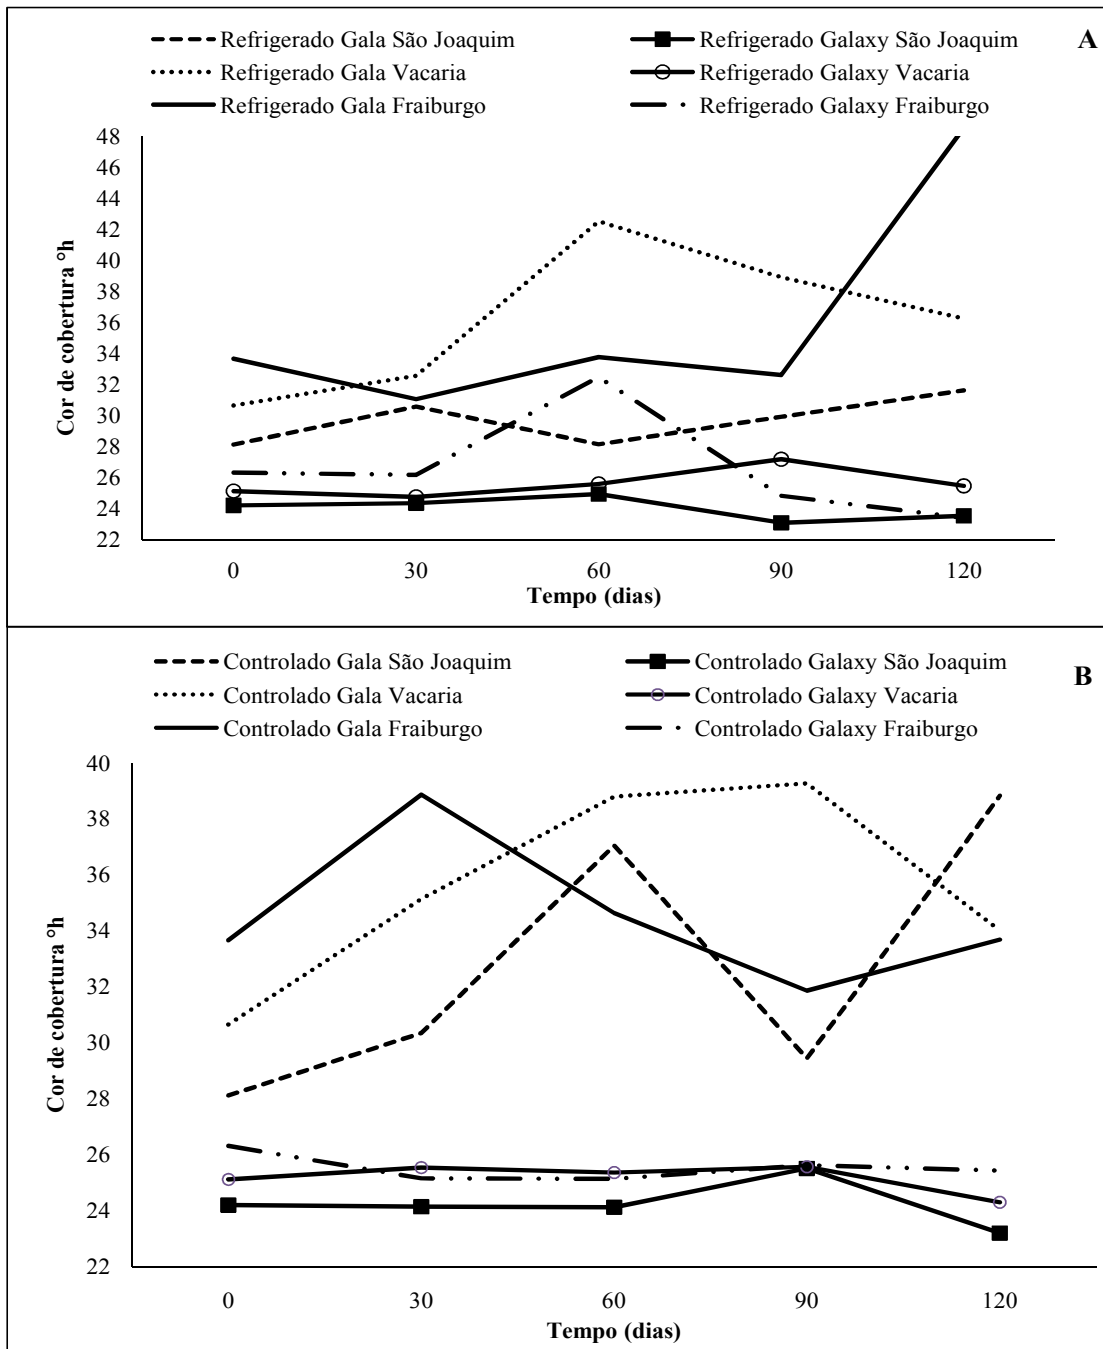 Refrigerado Gala São Joaquim
Refrigerado Galaxy São Joaquim
A
Refrigerado Gala Vacaria
Refrigerado Galaxy Vacaria
Refrigerado Gala Fraiburgo
Refrigerado Galaxy Fraiburgo
48
46
44
42
40
38
36
34
32
30
28
26
24
22
Cor de cobertura °h
0 30 60 90 120
Tempo (dias)
Controlado Gala São Joaquim
Controlado Galaxy São Joaquim
B
Controlado Gala Vacaria
Controlado Galaxy Vacaria
Controlado Gala Fraiburgo
Controlado Galaxy Fraiburgo
40
38
36
34
32
30
28
26
24
22
Cor de cobertura °h
0 30 60 90 120
Tempo (dias)